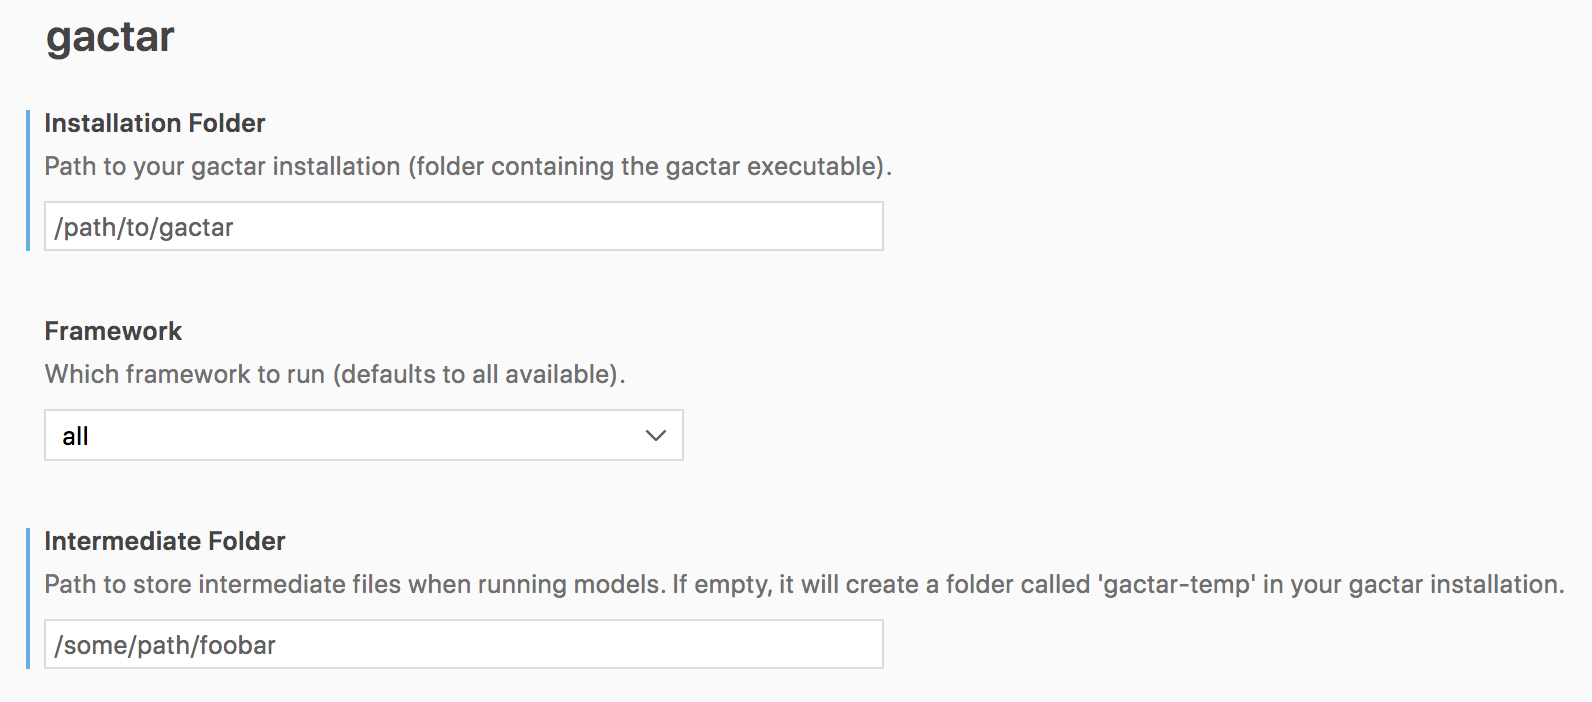 gactar
Installation Folder
Path to your gactar installation (folder containing the gactar executable).
/path/to/gactar
Framework
Which framework to run (defaults to all available).
all
Intermediate Folder
Path to store intermediate files when running models. If empty, it will create a folder called 'gactar-temp' in your gactar installation.
/some/path/foobar